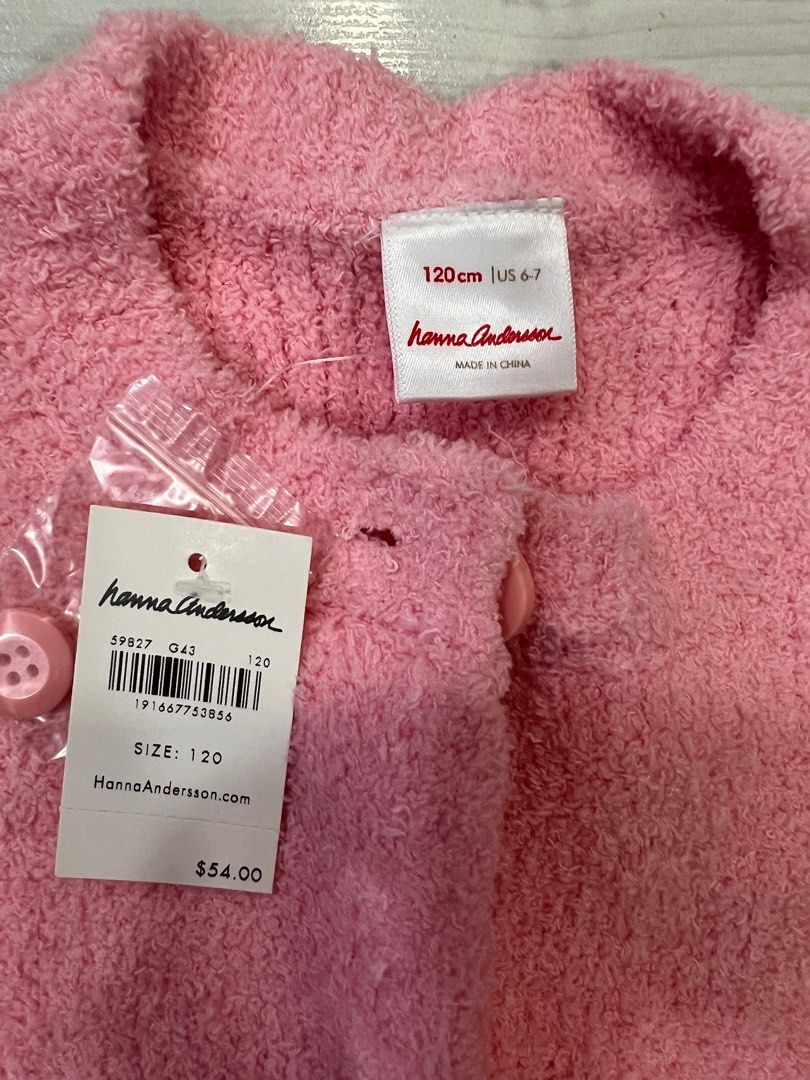 120cm | US 6-7
hanna Andersson
MADE IN CHINA
hanna Andersson
59827 G43 120
191667753856
SIZE: 120
HannaAndersson.com
$54.00